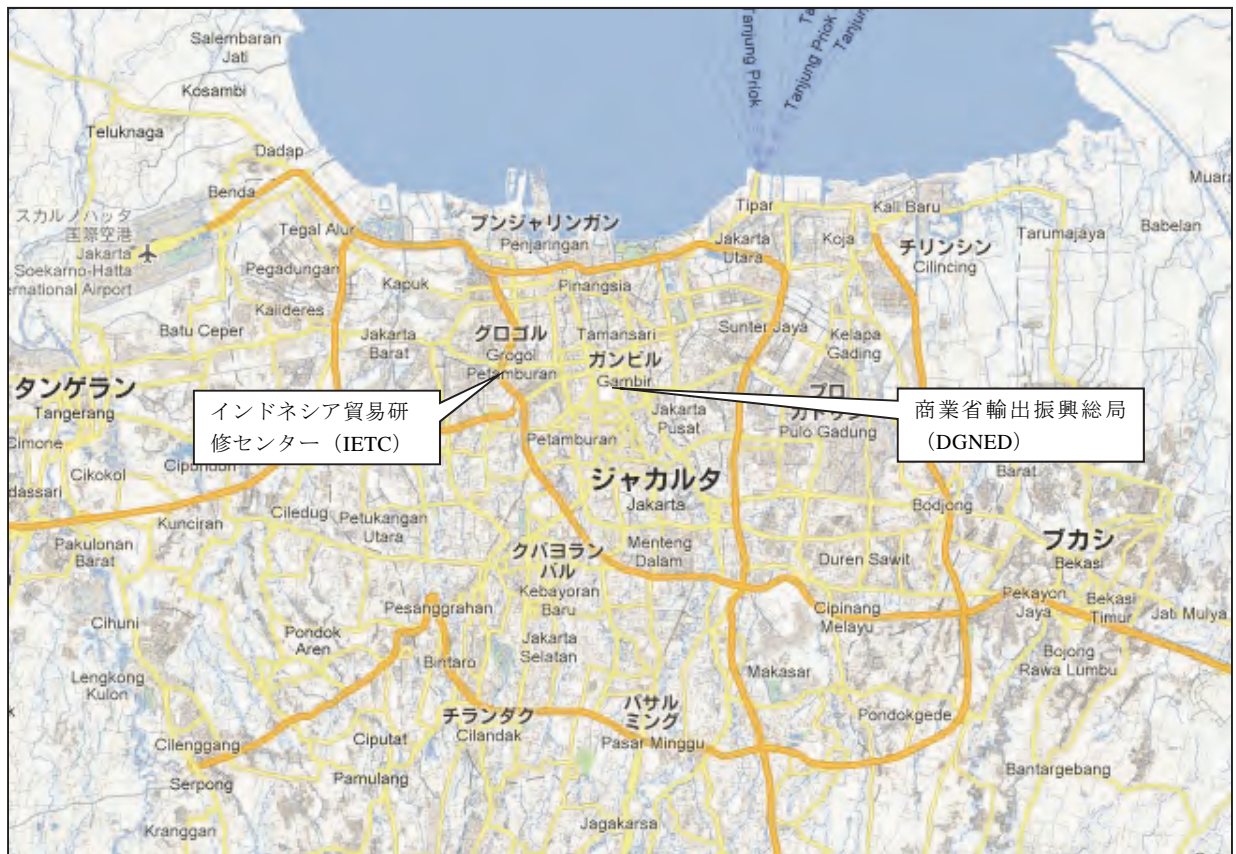 Salembaran
Jati
Kosambi
Teluknaga
Dadap
Benda
スカルノハッタ
国際空港
Jakarta
Soekarno-Hatta
ernational Airport
Tegal Alur
Pegadungan
Kalideres
Batu Ceper
Kapuk
プンジャリンガン
Penjaringan
Pinangsia
Tanjung Priok
Tanjung Priok
Tanjung
Tipar
Jakarta
Utara
Kali Baru
Koja
チリンシン
Cilincing
Tarumajaya
Babelan
Muara
Jakarta
Barat
グロゴル
Grogol
Petamburan
Tamansari
ガンビル
Gambir
Sunter Jaya
Kelapa
Gading
タンゲラン
Tangerang
インドネシア貿易研
修センター（IETC）
商業省輸出振興総局
（DGNED）
プロ
Pulo Gadung
Jakarta
Pusat
Petamburan
ジャカルタ
Jakarta
Cimone
Cikokol
Cipondoh
dassari
Kunciran
Ciledug
Petukangan
Utara
Pakulonan
Barat
Barat
Bodjong
ブカシ
Bekasi
クバヨラン
バル
Kebayoran
Baru
Menteng
Dalam
Duren Sawit
Pesanggrahan
Cipinang
Melayu
Pekayon
Jaya
Bekasi
Timur
Jati Mulya
Cihuni
Pondok
Aren
Bintaro
Jakarta
Selatan
Makasar
Bojong
Rawa Lumbu
Lengkong
Kulon
チランダク
Cilandak
パサル
ミング
Pasar Minggu
Pondokgede
Cilenggang
Serpong
Ciputat
Pamulang
Bantargebang
Kranggan
Jagakarsa